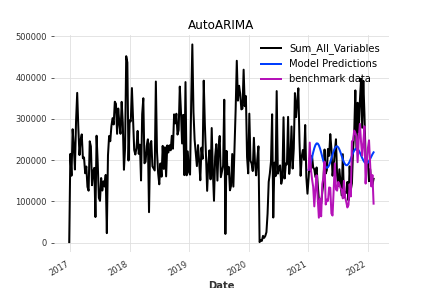 AutoARIMA
500000
400000
300000
200000
100000
0
Sum_All_Variables
Model Predictions
benchmark data
2017
2018
2019
2020
2021
2022
Date